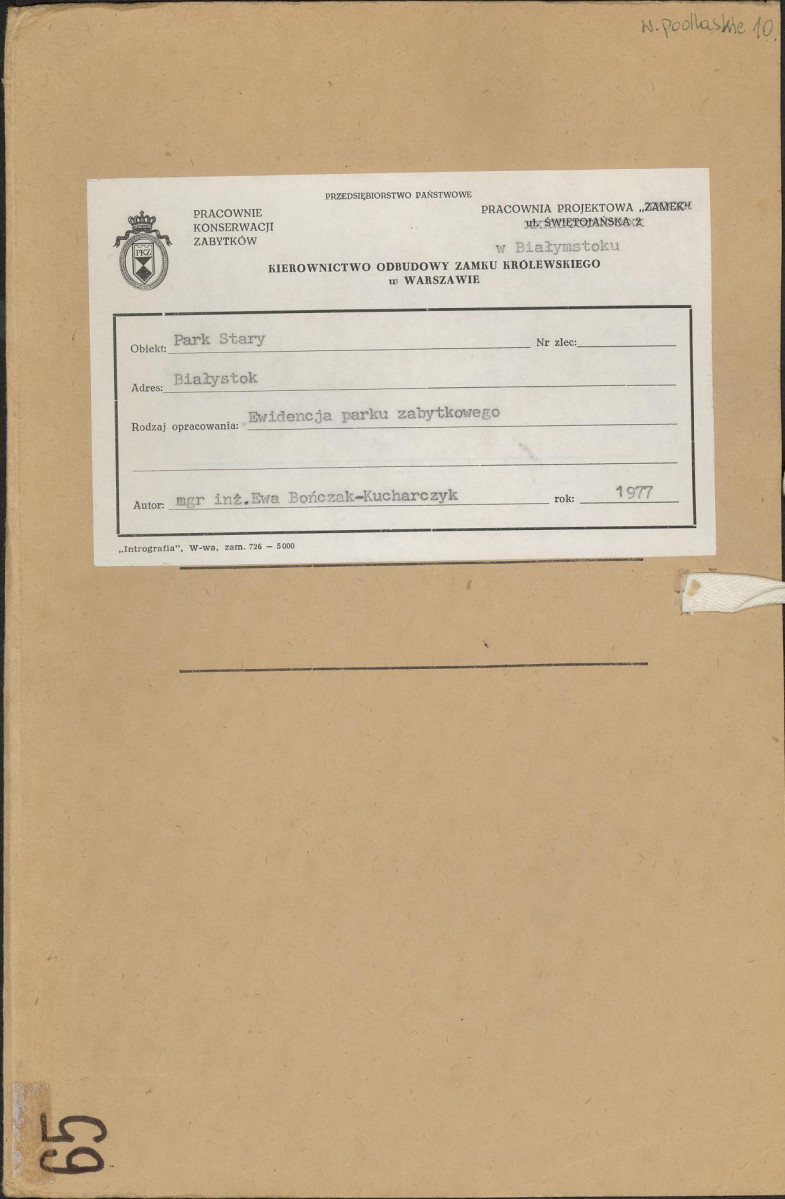 w. podlaskie 10.
PRZEDSIĘBIORSTWO PAŃSTWOWE
PRACOWNIE
KONSERWACJI
ZABYTKÓW
PKZ
PRACOWNIA PROJEKTOWA „ZAMEK"
ul. ŚWIĘTOJAŃSKA 2
w Białymstoku
KIEROWNICTWO ODBUDOWY ZAMKU KRÓLEWSKIEGO
w WARSZAWIE
Obiekt: Park Stary Nr zlec:
Adres: Białystok
Rodzaj opracowania: Ewidencja parku zabytkowego
Autor: mgr inż.Ewa Bończak-Kucharczyk rok: 1977
„Intrografia", W-wa, zam. 726 — 5000
65